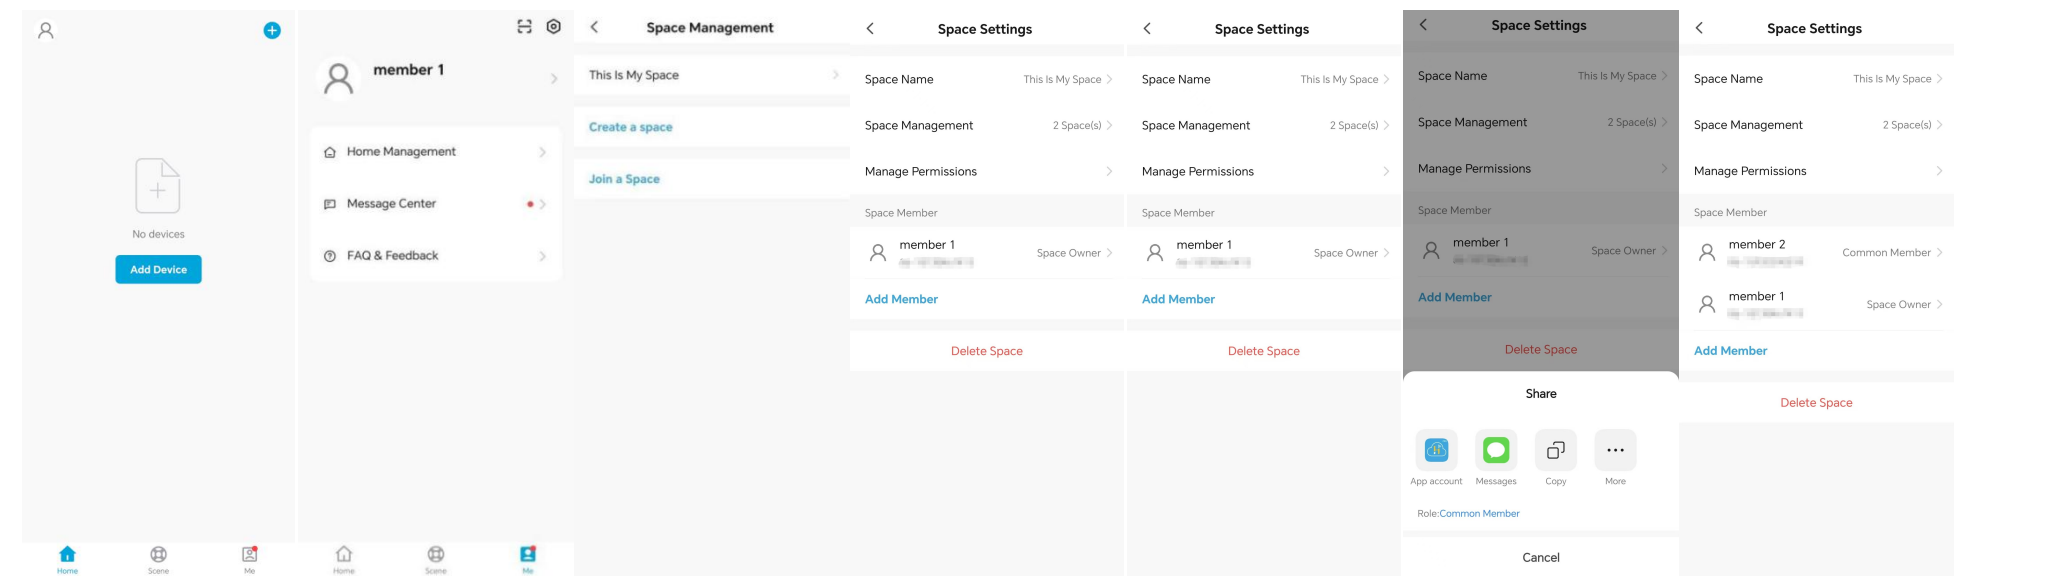 No devices
Add Device
Home
Scene
Me
member 1
Home Management
Message Center
FAQ & Feedback
Home
Scene
Me
Space Management
This Is My Space
Create a space
Join a Space
Space Settings
Space Name This Is My Space
Space Management 2 Space(s)
Manage Permissions
Space Member
member 1
Space Owner
Add Member
Delete Space
Space Settings
Space Name This Is My Space
Space Management 2 Space(s)
Manage Permissions
Space Member
member 1
Space Owner
Add Member
Delete Space
Space Settings
Space Name This Is My Space
Space Management 2 Space(s)
Manage Permissions
Space Member
member 1
Space Owner
Add Member
Delete Space
Share
App account Messages Copy More
Role:Common Member
Cancel
Space Settings
Space Name This Is My Space
Space Management 2 Space(s)
Manage Permissions
Space Member
member 2
Common Member
member 1
Space Owner
Add Member
Delete Space